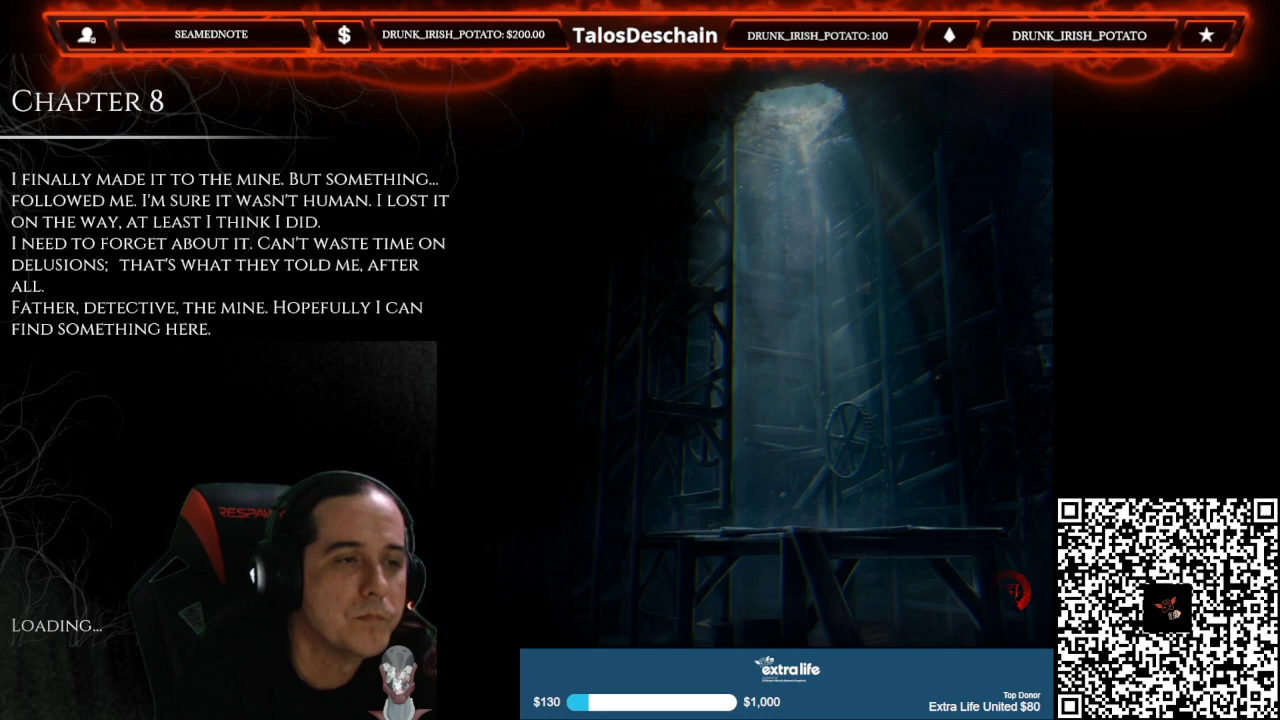 SEAMEDNOTE
$
DRUNK_IRISH_POTATO: $200.00
TalosDeschain
DRUNK_IRISH_POTATO: 100
DRUNK_IRISH_POTATO
Chapter 8
I finally made it to the mine. But something...
followed me. I'm sure it wasn't human. I lost it
on the way, at least I think I did.
I need to forget about it. Can't waste time on
delusions; that's what they told me, after
all.
Father, detective, the mine. Hopefully I can
find something here.
RESPAW
Loading...
extra life
$130
$1,000
Top Donor
Extra Life United $80